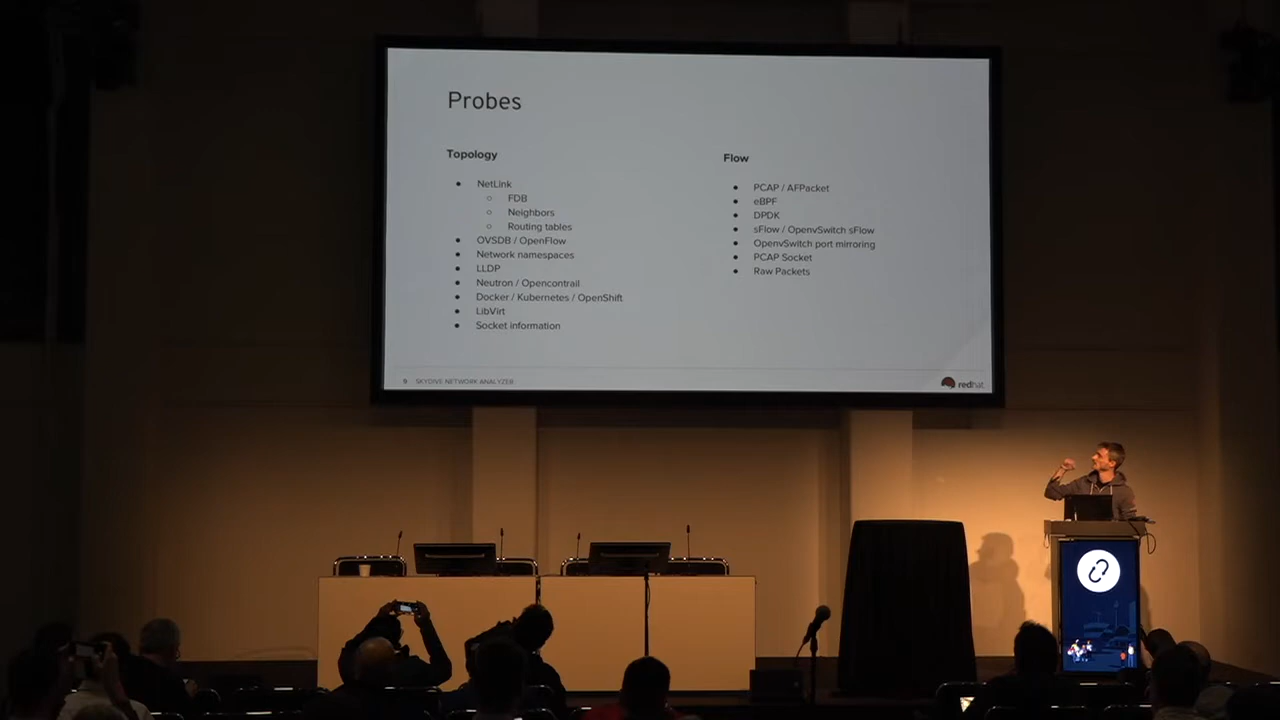 Probes
Topology
NetLink
FDB
Neighbors
Routing tables
OVSDB / OpenFlow
Network namespaces
LLDP
Neutron / Opencontrail
Docker / Kubernetes / OpenShift
LibVirt
Socket information
Flow
PCAP / AFPacket
eBPF
DPDK
sFlow / OpenvSwitch sFlow
OpenvSwitch port mirroring
PCAP Socket
Raw Packets
9 SKYDIVE NETWORK ANALYZER
redhat